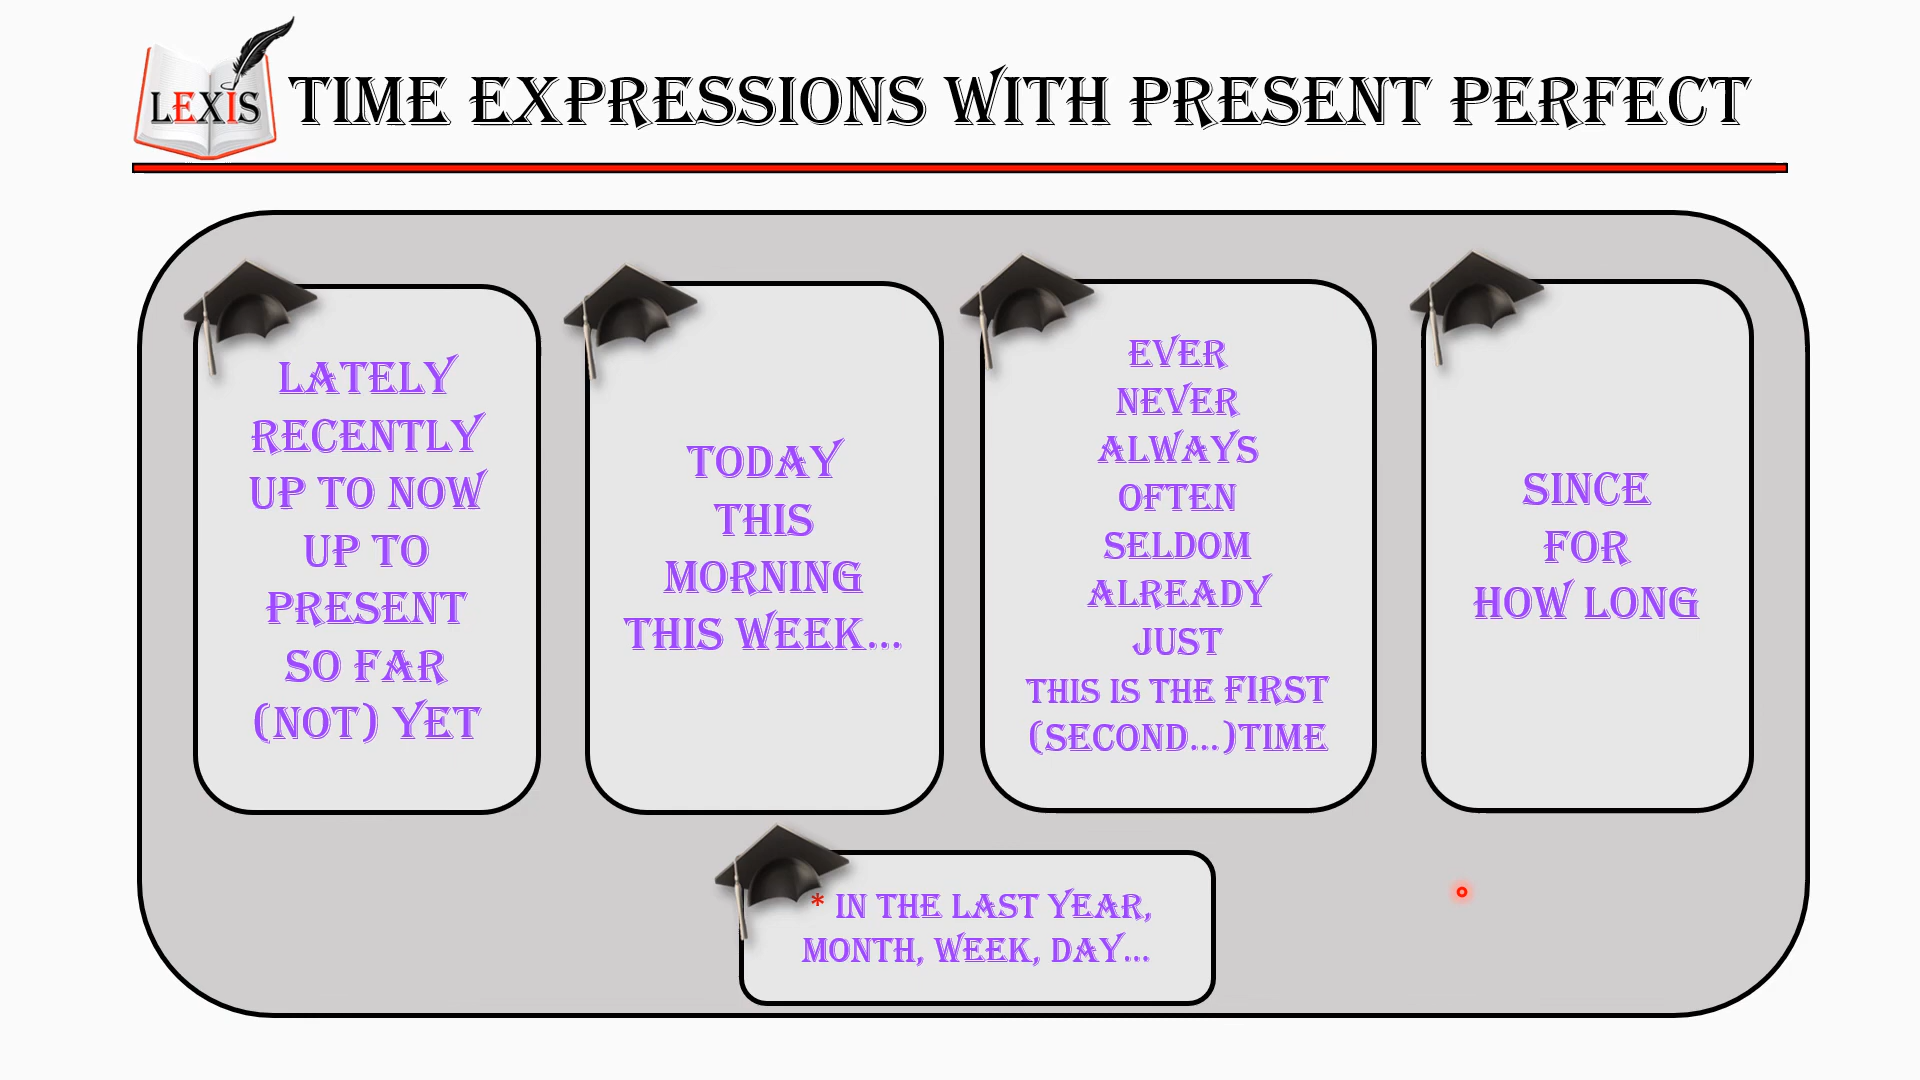 LEXIS
TIME EXPRESSIONS WITH PRESENT PERFECT
LATELY
RECENTLY
UP TO NOW
UP TO
PRESENT
SO FAR
(NOT) YET
TODAY
THIS
MORNING
THIS WEEK...
EVER
NEVER
ALWAYS
OFTEN
SELDOM
ALREADY
JUST
THIS IS THE FIRST
(SECOND...)TIME
SINCE
FOR
HOW LONG
* IN THE LAST YEAR,
MONTH, WEEK, DAY...